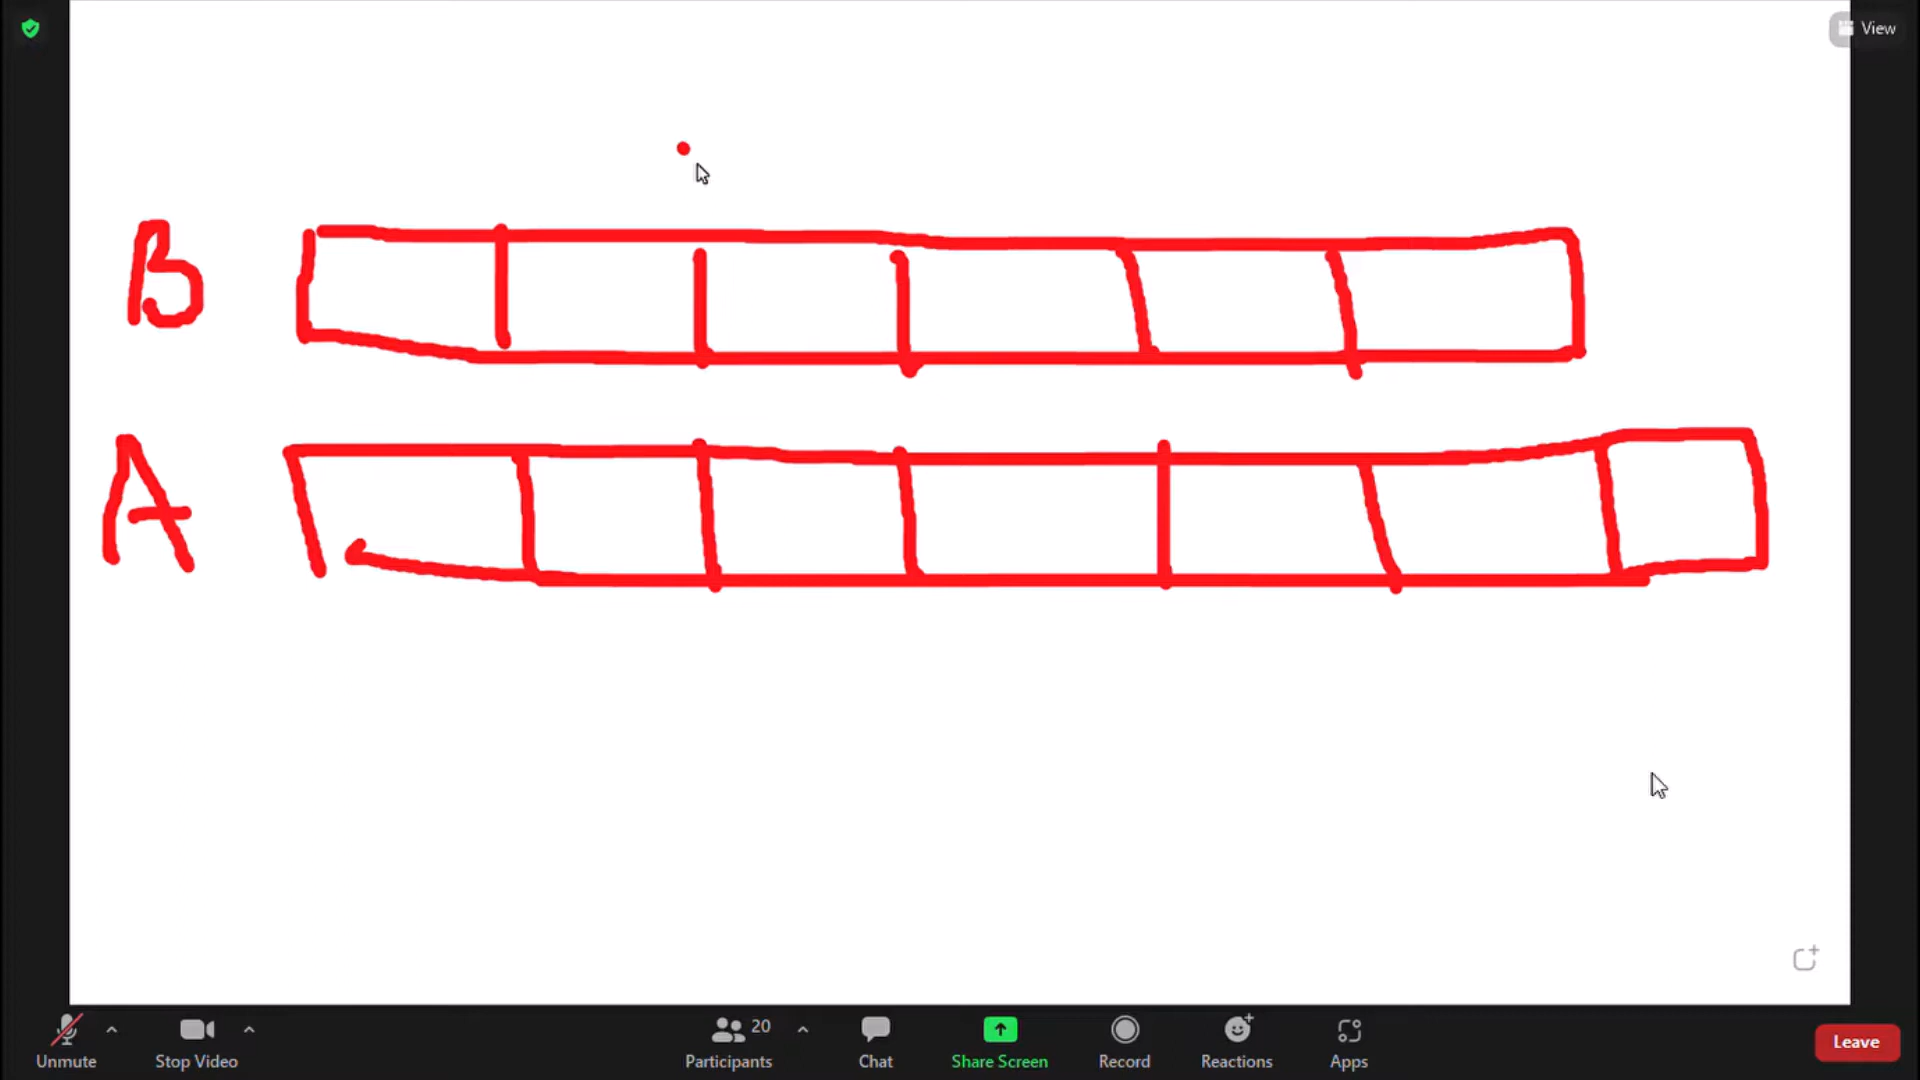 View
B
A
Unmute
Stop Video
20
Participants
Chat
Share Screen
Record
Reactions
Apps
Leave